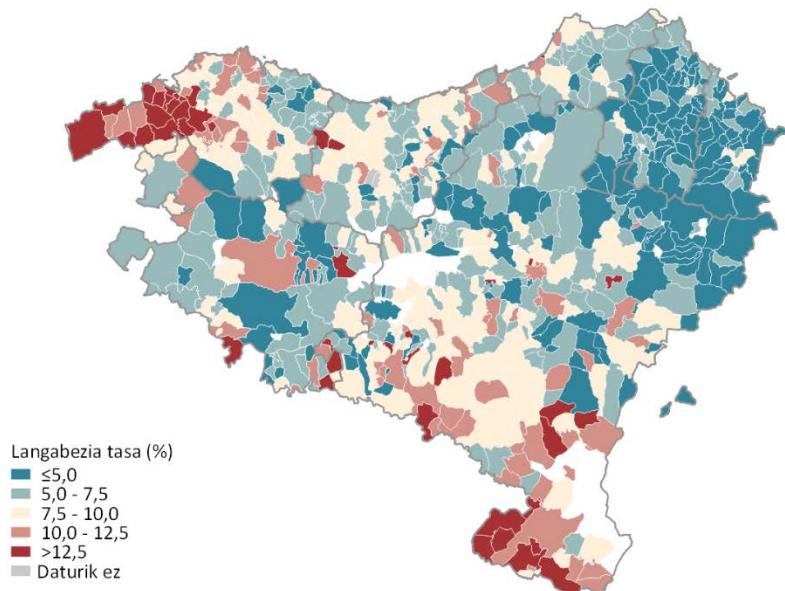 Langabezia tasa (%)
≤5,0
5,0 - 7,5
7,5 - 10,0
10,0 - 12,5
>12,5
Daturik ez